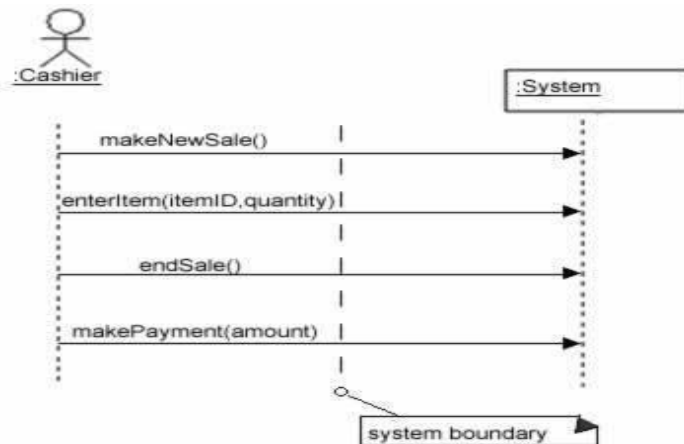 :Cashier
:System
makeNewSale()
enterItem(itemID,quantity)
endSale()
makePayment(amount)
system boundary